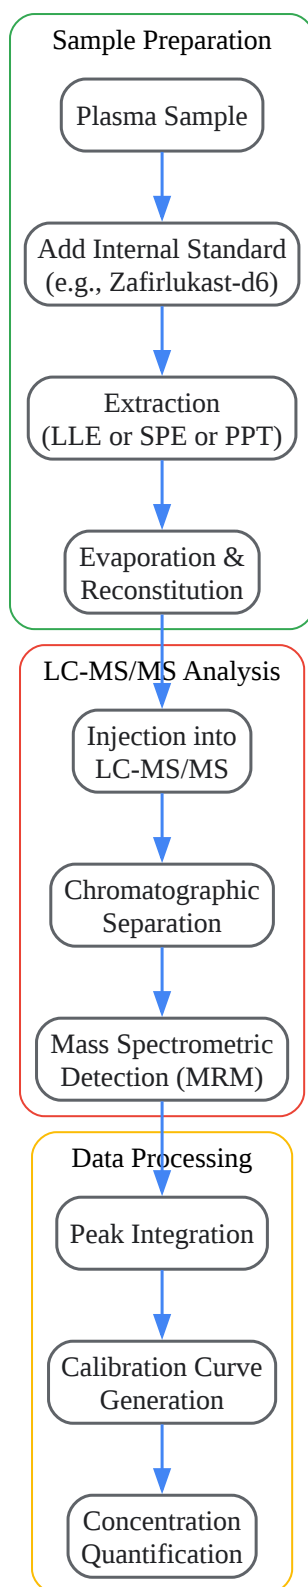 Sample Preparation
Plasma Sample
Add Internal Standard
(e.g., Zafirlukast-d6)
Extraction
(LLE or SPE or PPT)
Evaporation &
Reconstitution
LC-MS/MS Analysis
Injection into
LC-MS/MS
Chromatographic
Separation
Mass Spectrometric
Detection (MRM)
Data Processing
Peak Integration
Calibration Curve
Generation
Concentration
Quantification